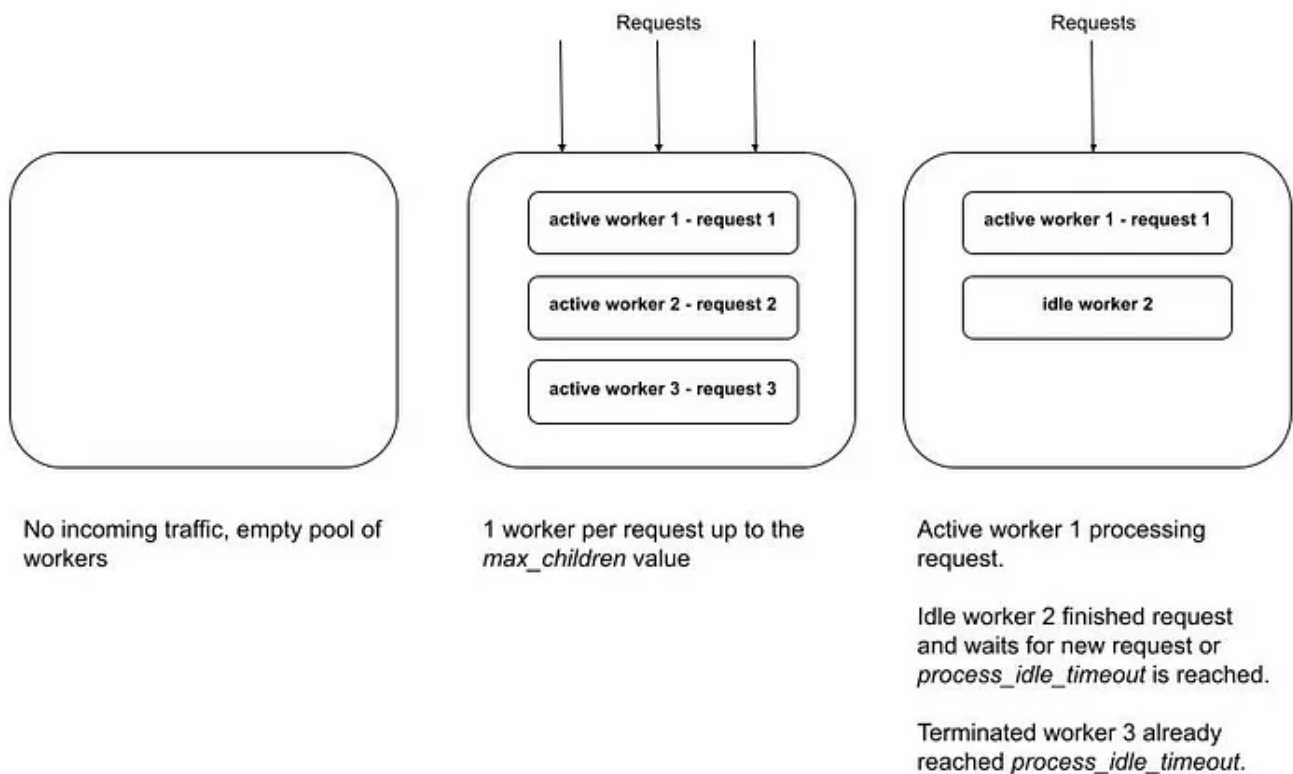 Requests
Requests
active worker 1 - request 1
active worker 2 - request 2
active worker 3 - request 3
active worker 1 - request 1
idle worker 2
No incoming traffic, empty pool of
workers
1 worker per request up to the
max_children value
Active worker 1 processing
request.
Idle worker 2 finished request
and waits for new request or
process_idle_timeout is reached.
Terminated worker 3 already
reached process_idle_timeout.